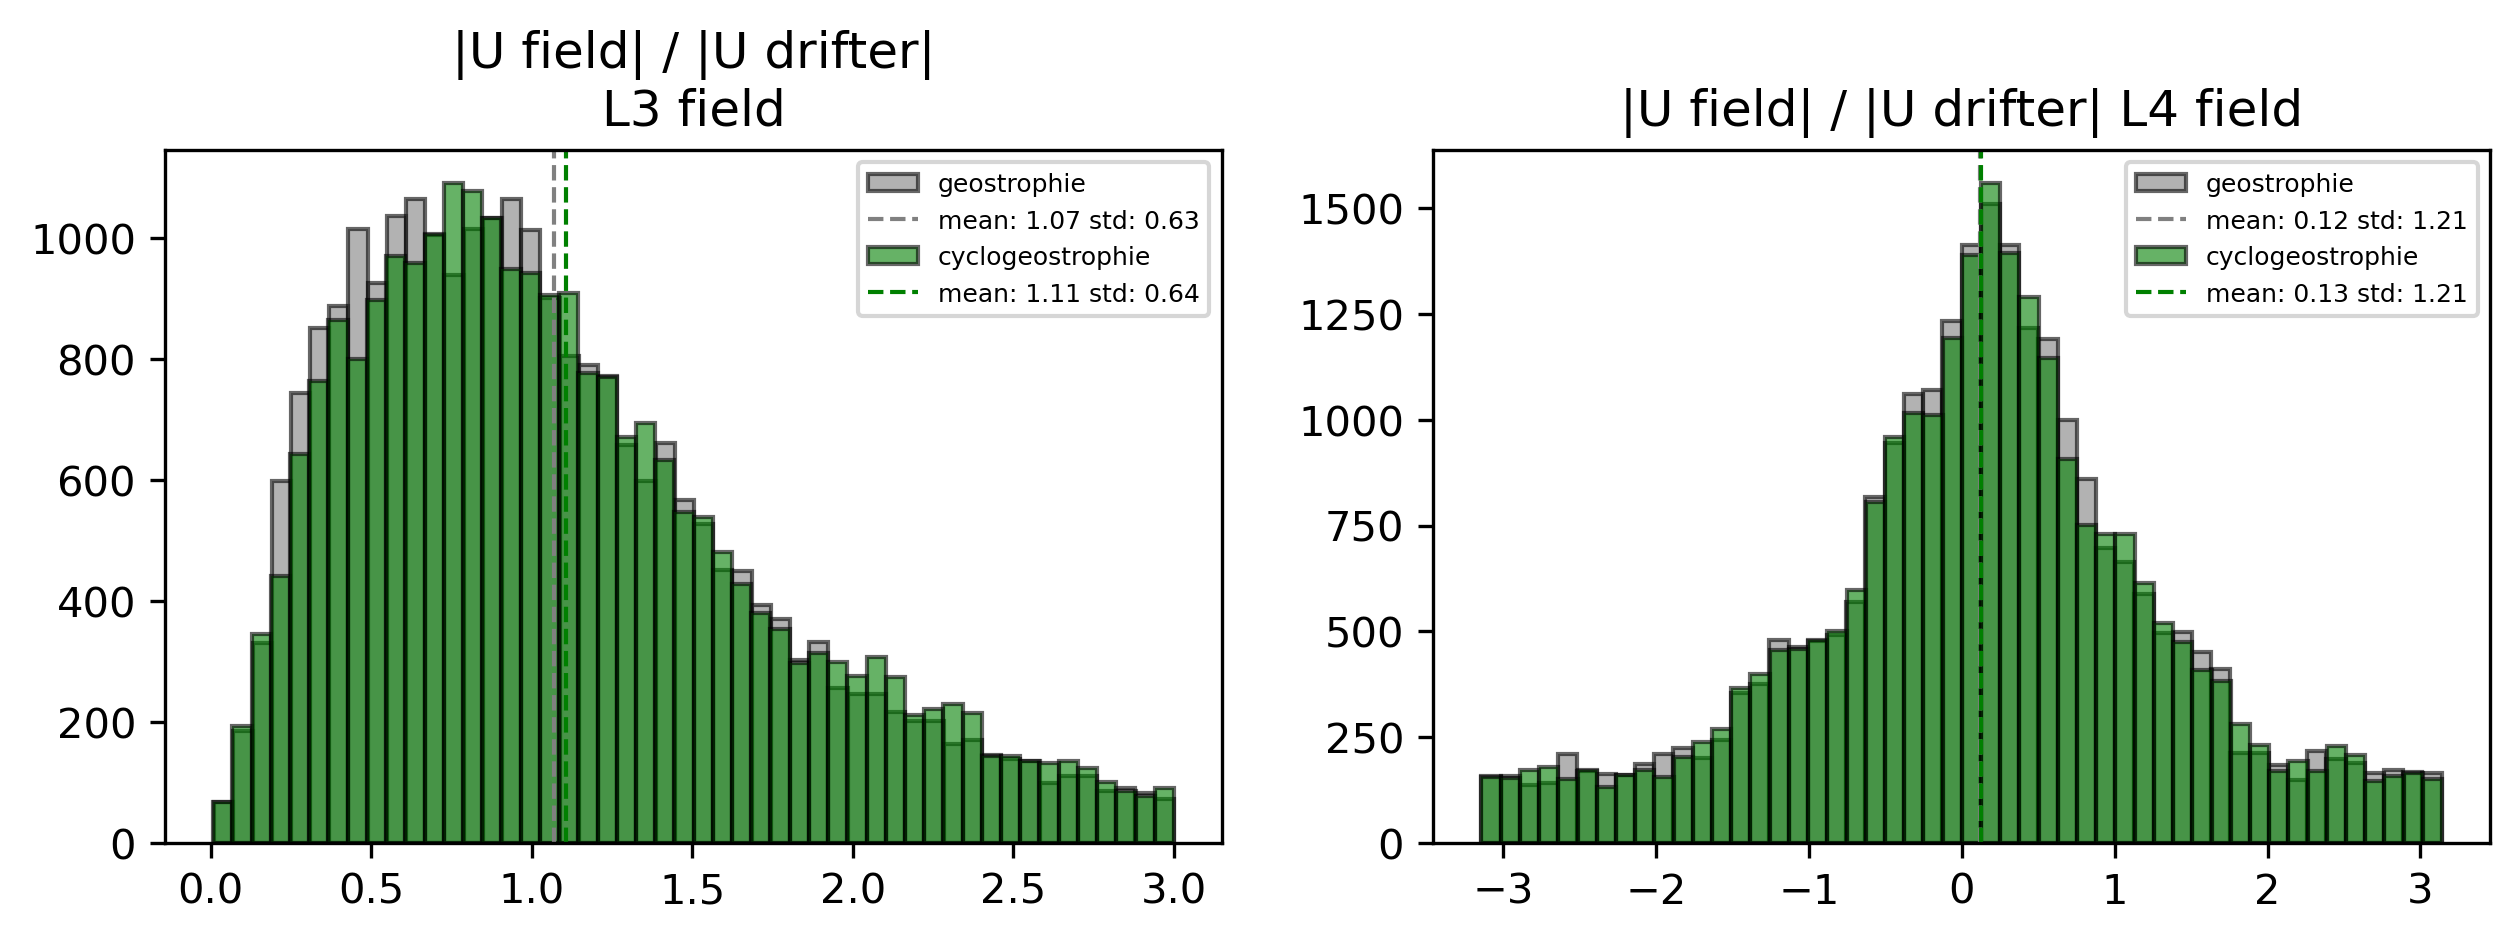 |U field| / |U drifter|
L3 field
geostrophie
mean: 1.07 std: 0.63
cyclogeostrophie
mean: 1.11 std: 0.64
1000
800
600
400
200
0
0.0 0.5 1.0 1.5 2.0 2.5 3.0
|U field| / |U drifter| L4 field
geostrophie
mean: 0.12 std: 1.21
cyclogeostrophie
mean: 0.13 std: 1.21
1500
1250
1000
750
500
250
0
−3 −2 −1 0 1 2 3